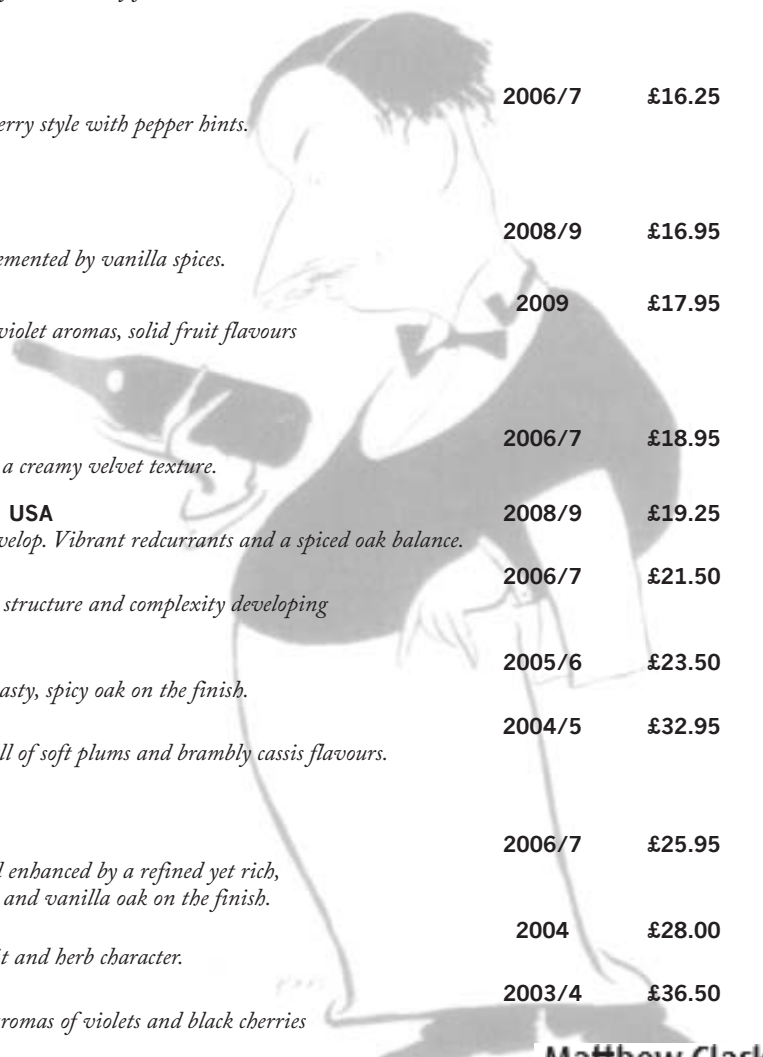 2006/7 £16.25
erry style with pepper hints.
2008/9 £16.95
emented by vanilla spices.
2009 £17.95
violet aromas, solid fruit flavours
2006/7 £18.95
a creamy velvet texture.
USA 2008/9 £19.25
velop. Vibrant redcurrants and a spiced oak balance.
2006/7 £21.50
structure and complexity developing
2005/6 £23.50
asty, spicy oak on the finish.
2004/5 £32.95
ll of soft plums and brambly cassis flavours.
2006/7 £25.95
enhanced by a refined yet rich,
and vanilla oak on the finish.
2004 £28.00
t and herb character.
2003/4 £36.50
romas of violets and black cherries
Matthew Clark